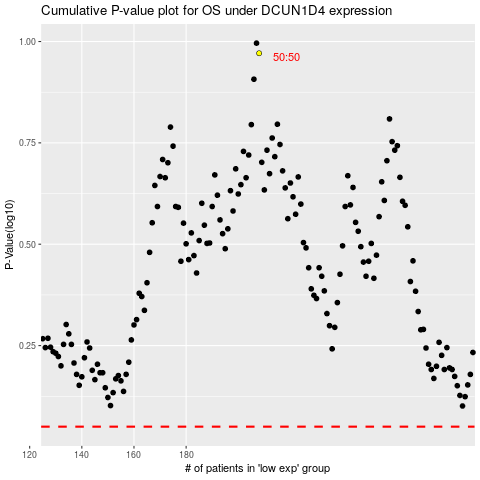 Cumulative P-value plot for OS under DCUN1D4 expression
1.00
50:50
0.75
P-Value(log10)
0.50
0.25
120 140 160 180
# of patients in 'low exp' group